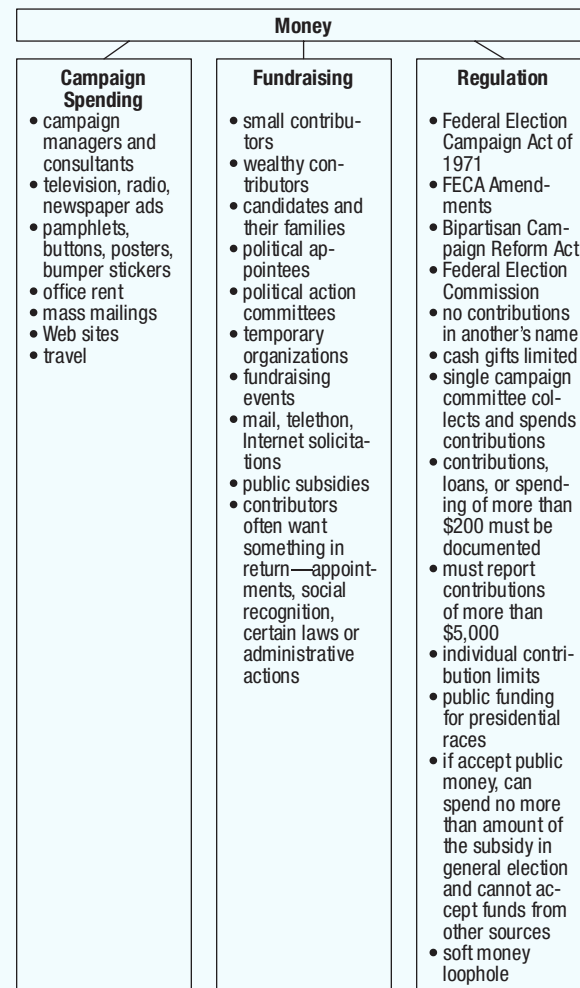 Money
Campaign
Spending
• campaign
managers and
consultants
• television, radio,
newspaper ads
• pamphlets,
buttons, posters,
bumper stickers
• office rent
• mass mailings
• Web sites
• travel
Fundraising
• small contribu-
tors
• wealthy con-
tributors
• candidates and
their families
• political ap-
pointees
• political action
committees
• temporary
organizations
• fundraising
events
• mail, telethon,
Internet solicita-
tions
• public subsidies
• contributors
often want
something in
return—appoint-
ments, social
recognition,
certain laws or
administrative
actions
Regulation
• Federal Election
Campaign Act of
1971
• FECA Amend-
ments
• Bipartisan Cam-
paign Reform Act
• Federal Election
Commission
• no contributions
in another’s name
• cash gifts limited
• single campaign
committee col-
lects and spends
contributions
• contributions,
loans, or spend-
ing of more than
$200 must be
documented
• must report
contributions
of more than
$5,000
• individual contri-
bution limits
• public funding
for presidential
races
• if accept public
money, can
spend no more
than amount of
the subsidy in
general election
and cannot ac-
cept funds from
other sources
• soft money
loophole